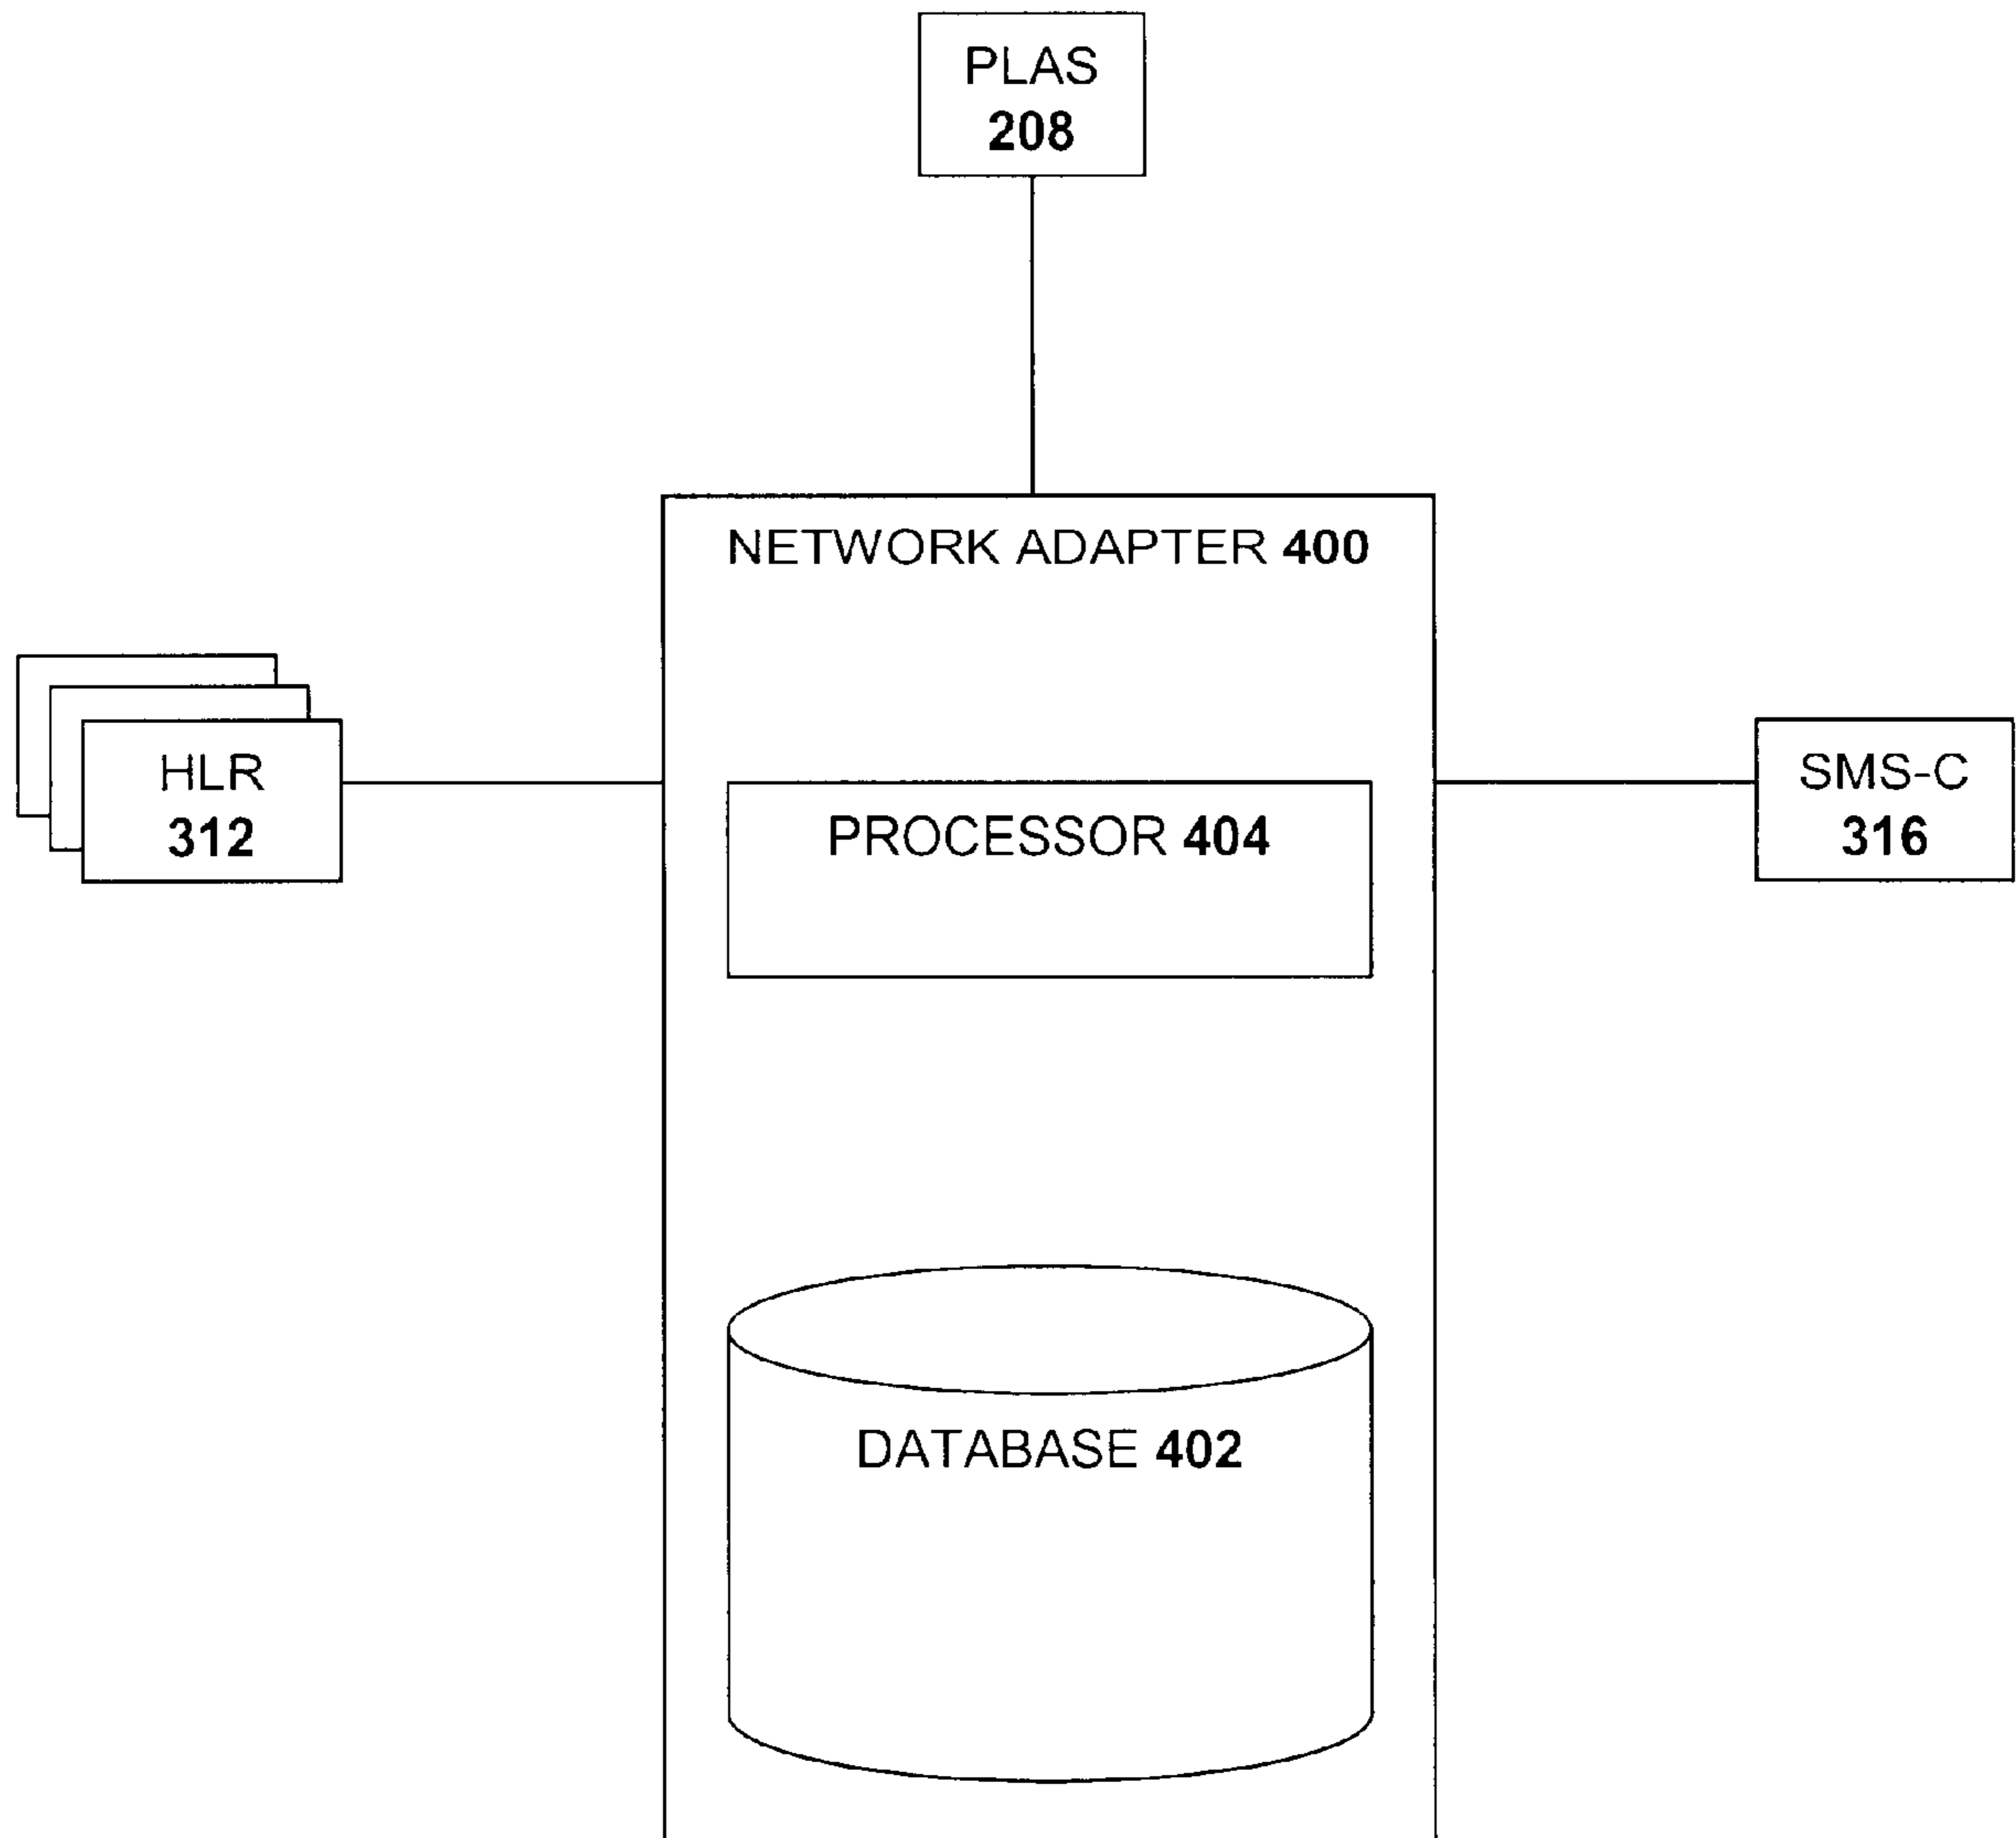 PLAS
208
NETWORK ADAPTER 400
HLR
312
PROCESSOR 404
SMS-C
316
DATABASE 402